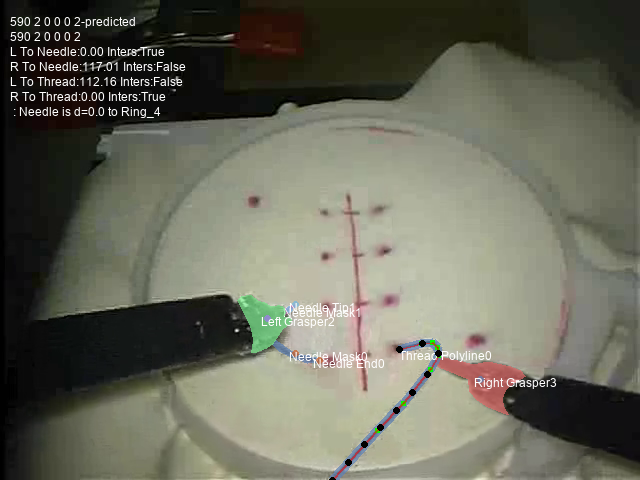 590 2 0 0 0 2-predicted
590 2 0 0 0 2
L To Needle:0.00 Inters:True
R To Needle:117.01 Inters:False
L To Thread:112.16 Inters:False
R To Thread:0.00 Inters:True
: Needle is d=0.0 to Ring_4
Needle Tip1
Needle Mask1
Left Grasper2
Needle Mask0
Needle End0
Thread Polyline0
Right Grasper3